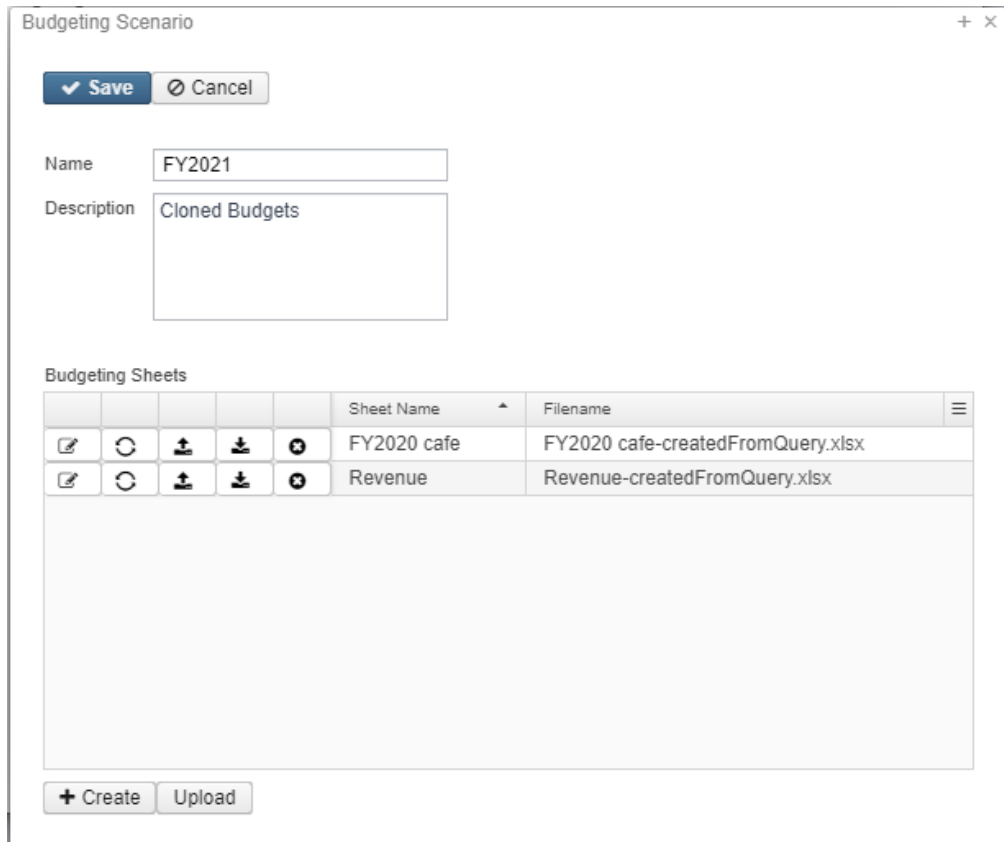 Budgeting Scenario
Save Cancel
Name FY2021
Description Cloned Budgets
Budgeting Sheets
Sheet Name Filename
FY2020 cafe FY2020 cafe-createdFromQuery.xlsx
Revenue Revenue-createdFromQuery.xlsx
+ Create Upload